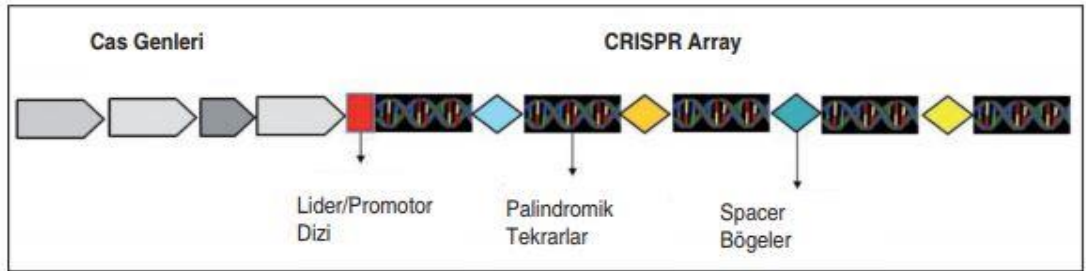 Cas Genleri
CRISPR Array
Lider/Promotor
Dizi
Palindromik
Tekrarlar
Spacer
Bögeler